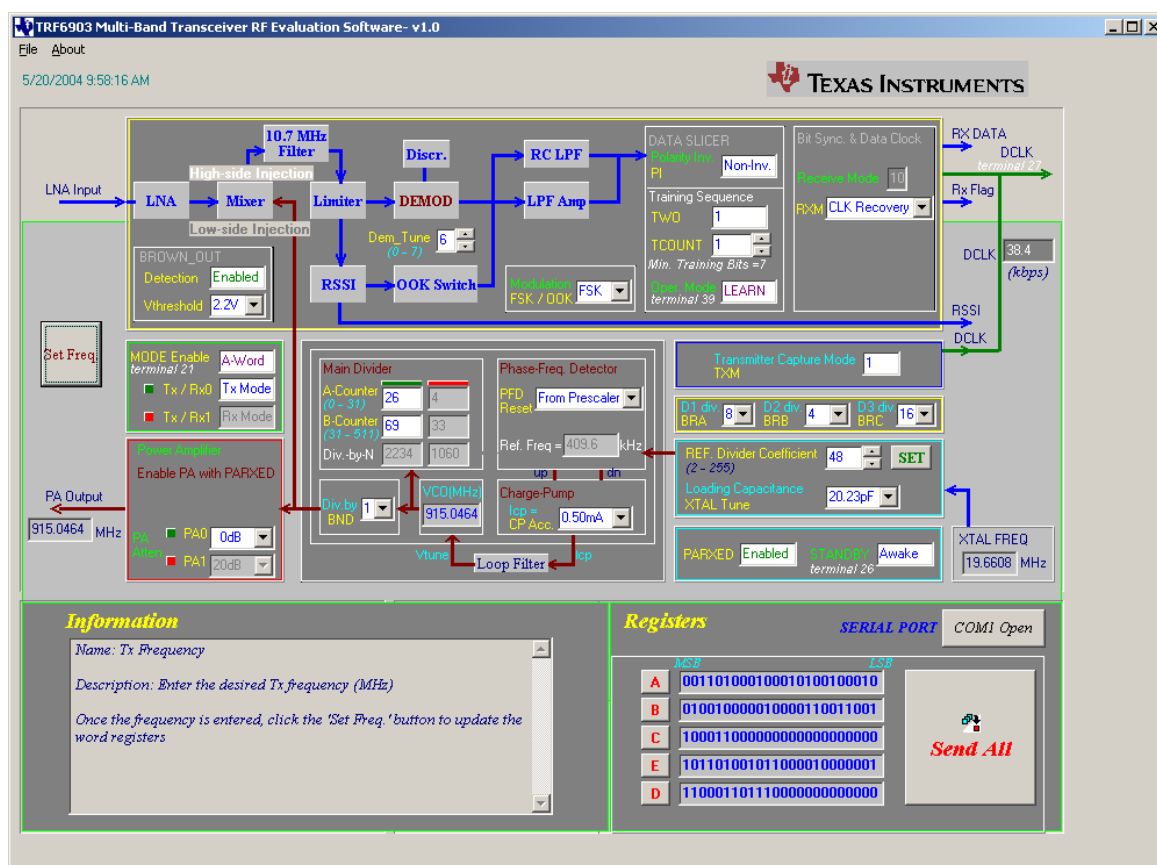 TRF6903 Multi-Band Transceiver RF Evaluation Software- v1.0
File About
5/20/2004 9:58:16 AM
TEXAS INSTRUMENTS
LNA Input
LNA
Mixer
High-side Injection
Low-side Injection
10.7 MHz
Filter
Limiter
Discr.
DEMOD
Dem_Tune 6
(0 - 7)
RSSI
OOK Switch
RC LPF
LPF Amp
BROWN_OUT
Detection Enabled
Vthreshold 2.2V
Modulation
FSK / OOK FSK
DATA SLICER
Polarity Inv.
PI Non-Inv.
Training Sequence
TWO 1
TCOUNT 1
Min. Training Bits =7
Oper. Mode
terminal 39 LEARN
Bit Sync. & Data Clock
Receive Mode 10
RXM CLK Recovery
RX DATA
DCLK
terminal 27
Rx Flag
DCLK 38.4
(kbps)
RSSI
DCLK
Set Freq.
MODE Enable A-Word
terminal 21
Tx / Rx0 Tx Mode
Tx / Rx1 Rx Mode
Power Amplifier
Enable PA with PARXED
PA
Atten
PA0 0dB
PA1 20dB
PA Output
915.0464 MHz
Main Divider
A-Counter 26 4
(0 - 31)
B-Counter 69 33
(31 - 511)
Div.-by-N 2234 1060
Div.by
BND 1
VCO(MHz)
915.0464
Phase-Freq. Detector
PFD
Reset From Prescaler
Ref. Freq = 409.6 kHz
up dn
Charge-Pump
Icp =
CP Acc. 0.50mA
Vtune Icp
Loop Filter
Transmitter Capture Mode 1
TXM
D1 div. D2 div. D3 div.
BRA 8 BRB 4 BRC 16
REF. Divider Coefficient 48 SET
(2 - 255)
Loading Capacitance
XTAL Tune 20.23pF
PARXED Enabled STANDBY Awake
terminal 26
XTAL FREQ
19.6608 MHz
Information
Name: Tx Frequency
Description: Enter the desired Tx frequency (MHz)
Once the frequency is entered, click the 'Set Freq.' button to update the
word registers
Registers SERIAL PORT COM1 Open
MSB LSB
A 001101000100010100100010
B 010010000010000110011001
C 100011000000000000000000
E 101101001011000010000001
D 110001101110000000000000
Send All